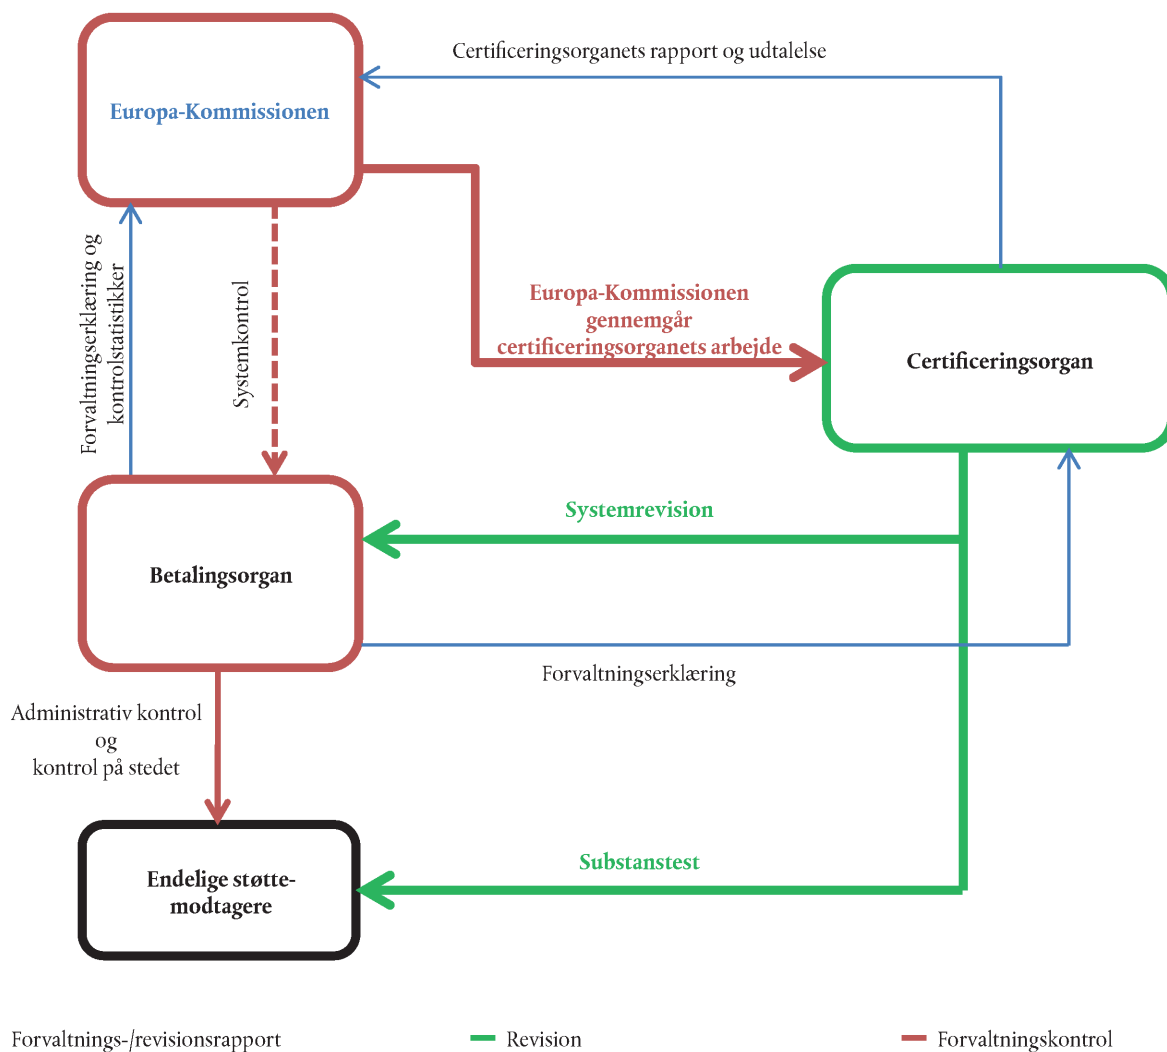 Certificeringsorganets rapport og udtalelse
Europa-Kommissionen
Forvaltningserklæring og
kontrolstatistikker
Systemkontrol
Europa-Kommissionen
gennemgår
certificeringsorganets arbejde
Certificeringsorgan
Systemrevision
Betalingsorgan
Forvaltningserklæring
Administrativ kontrol
og
kontrol på stedet
Substanstest
Endelige støtte-
modtagere
Forvaltnings-/revisionsrapport
Revision
Forvaltningskontrol